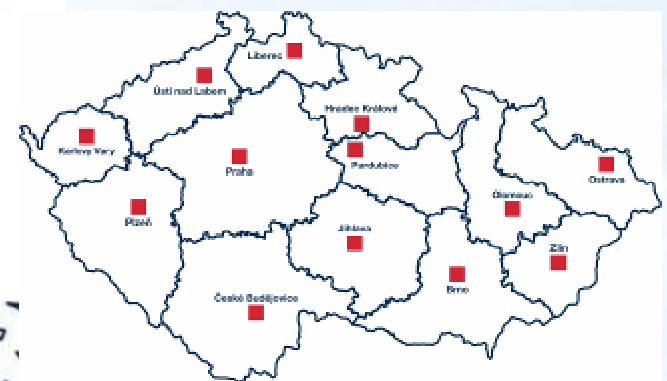 Liberec
Ústí nad Labem
Hradec Králové
Karlovy Vary
Praha
Pardubice
Ostrava
Olomouc
Plzeň
Jihlava
Zlín
Brno
České Budějovice